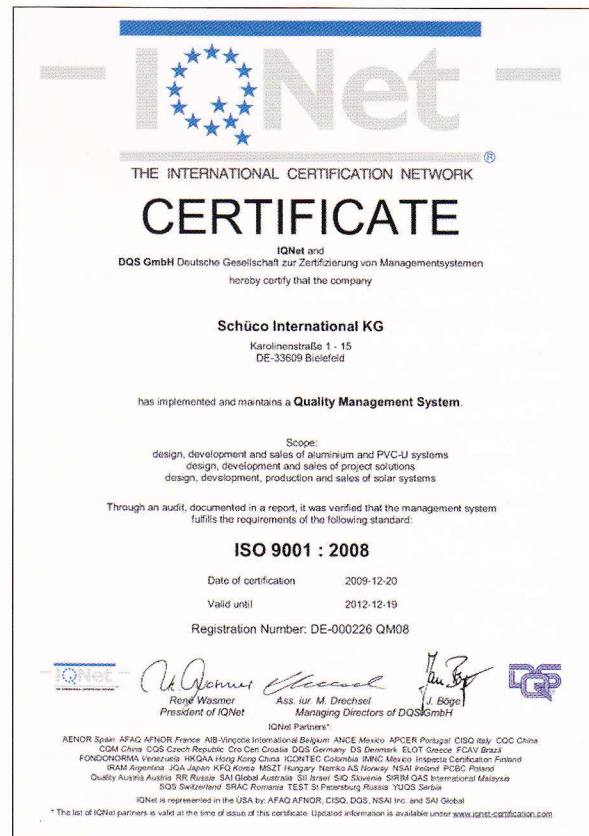 IQNet
®
THE INTERNATIONAL CERTIFICATION NETWORK
CERTIFICATE
IQNet and
DQS GmbH Deutsche Gesellschaft zur Zertifizierung von Managementsystemen
hereby certify that the company
Schüco International KG
Karolinenstraße 1 - 15
DE-33609 Bielefeld
has implemented and maintains a Quality Management System.
Scope:
design, development and sales of aluminium and PVC-U systems
design, development and sales of project solutions
design, development, production and sales of solar systems
Through an audit, documented in a report, it was verified that the management system
fulfills the requirements of the following standard:
ISO 9001 : 2008
Date of certification 2009-12-20
Valid until 2012-12-19
Registration Number: DE-000226 QM08
IQNet
René Wasmer Ass. iur. M. Drechsel J. Böge
President of IQNet Managing Directors of DQS GmbH
DQS
IQNet Partners*:
AENOR Spain AFAQ AFNOR France AIB-Vinçotte International Belgium ANCE Mexico APCER Portugal CISQ Italy CQC China
CQM China CQS Czech Republic Cro Cert Croatia DQS Germany DS Denmark ELOT Greece FCAV Brazil
FONDONORMA Venezuela HKQAA Hong Kong China ICONTEC Colombia IMNC Mexico Inspecta Certification Finland
IRAM Argentina JQA Japan KFQ Korea MSZT Hungary Nemko AS Norway NSAI Ireland PCBC Poland
Quality Austria Austria RR Russia SAI Global Australia SII Israel SIQ Slovenia SIRIM QAS International Malaysia
SQS Switzerland SRAC Romania TEST St Petersburg Russia YUQS Serbia
IQNet is represented in the USA by: AFAQ AFNOR, CISQ, DQS, NSAI Inc. and SAI Global
* The list of IQNet partners is valid at the time of issue of this certificate. Updated information is available under www.iqnet-certification.com